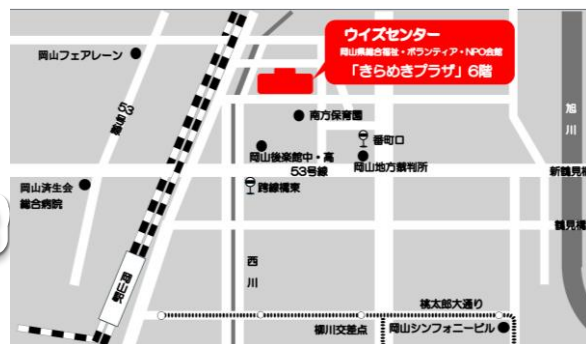 ウイズセンター
岡山県総合福祉・ボランティア・NPO会館
「きらめきプラザ」6階
岡山フェアレーン
53号線
南方保育園
番町口
旭川
岡山後楽館中・高
53号線
岡山地方裁判所
新鶴見橋
岡山済生会
総合病院
跨線橋東
鶴見橋
西川
岡山駅
桃太郎大通り
柳川交差点
岡山シンフォニービル